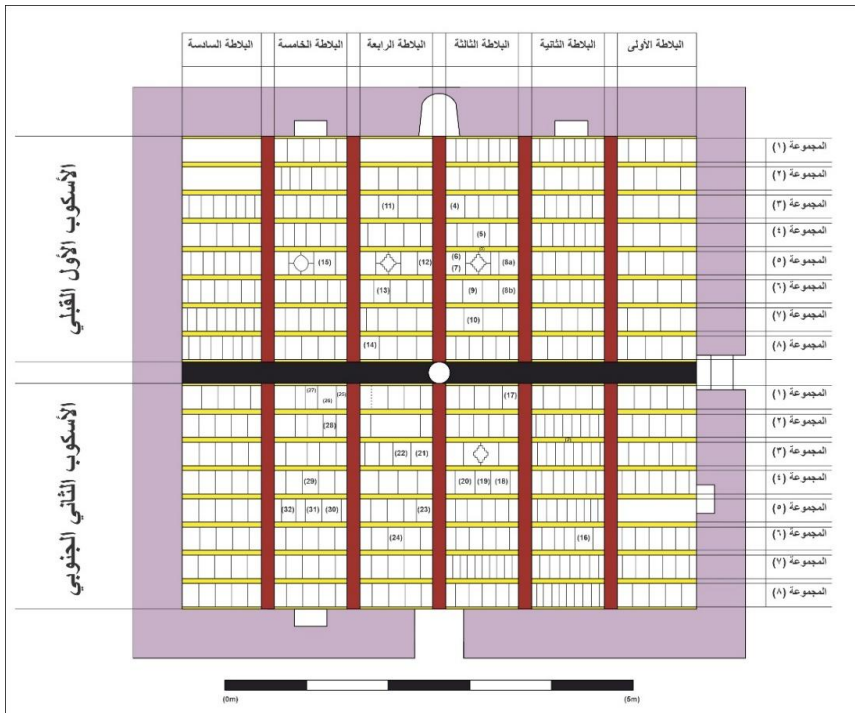 البلاطة الأولى
البلاطة الثانية
البلاطة الثالثة
البلاطة الرابعة
البلاطة الخامسة
البلاطة السادسة
الأسكوب الأول القبلي
المجموعة (١)
المجموعة (٢)
المجموعة (٣)
(4)
(11)
المجموعة (٤)
(5)
المجموعة (٥)
(8a)
(6)
(7)
(12)
(15)
المجموعة (٦)
(8b)
(9)
(13)
المجموعة (٧)
(10)
المجموعة (٨)
(14)
الأسكوب الثاني الجنوبي
المجموعة (١)
(17)
(25)
(26)
(27)
المجموعة (٢)
(28)
المجموعة (٣)
(21)
(22)
المجموعة (٤)
(18)
(19)
(20)
(29)
المجموعة (٥)
(23)
(30)
(31)
(32)
المجموعة (٦)
(16)
(24)
المجموعة (٧)
المجموعة (٨)
(0m)
(5m)